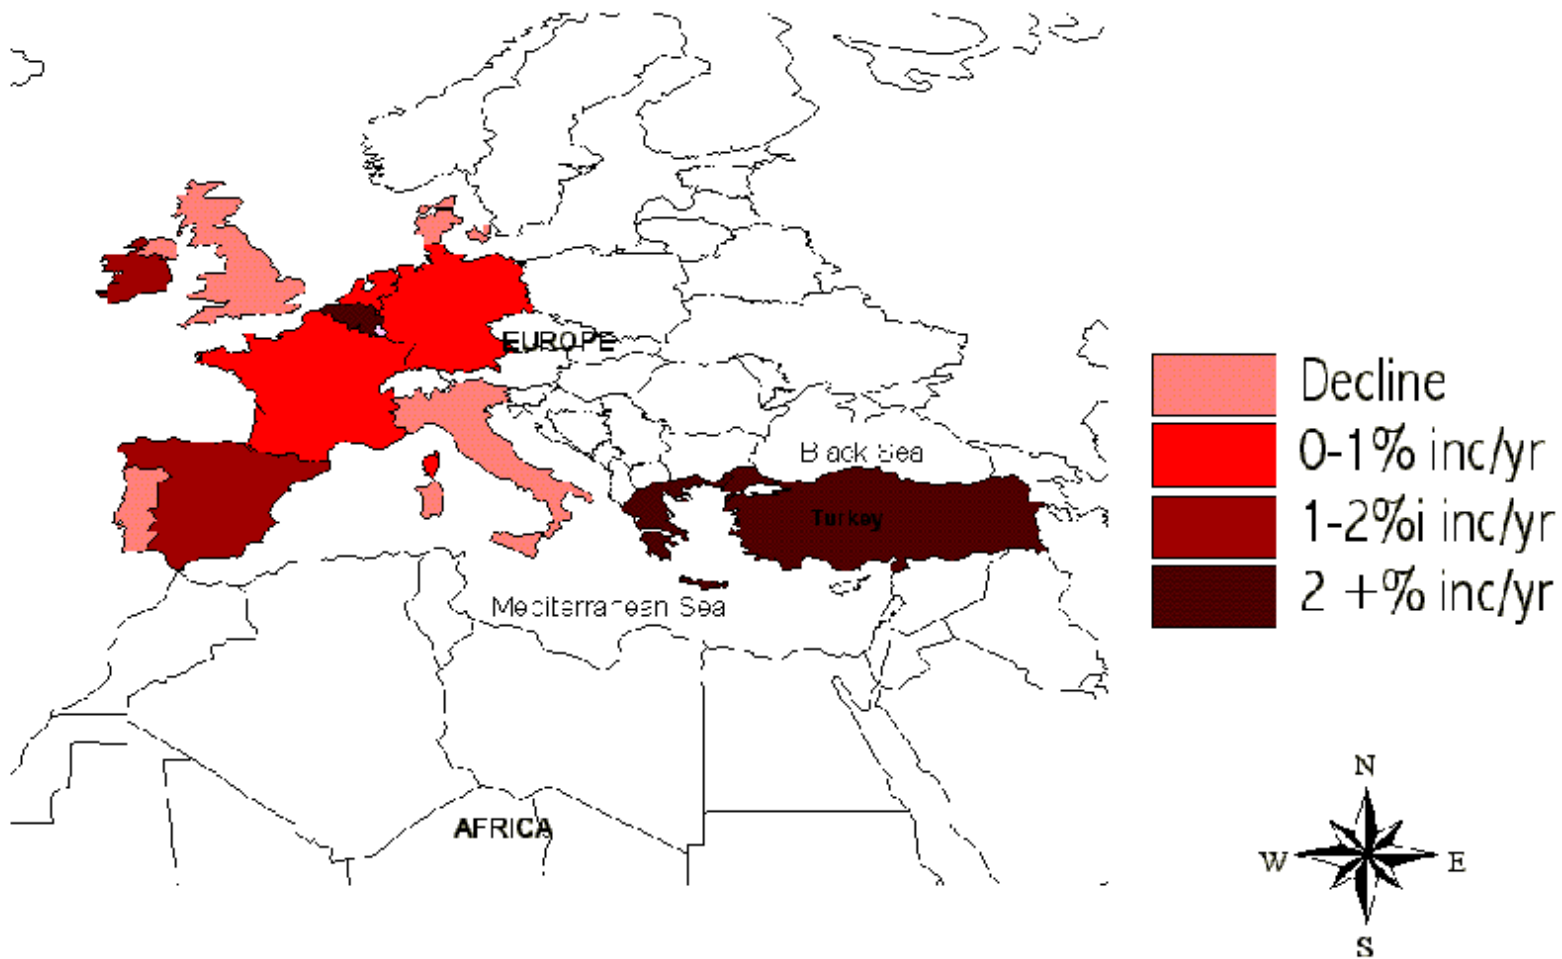 EUROPE
Black Sea
Turkey
Mediterranean Sea
AFRICA
Decline
0-1% inc/yr
1-2%i inc/yr
2 +% inc/yr
N
W
E
S